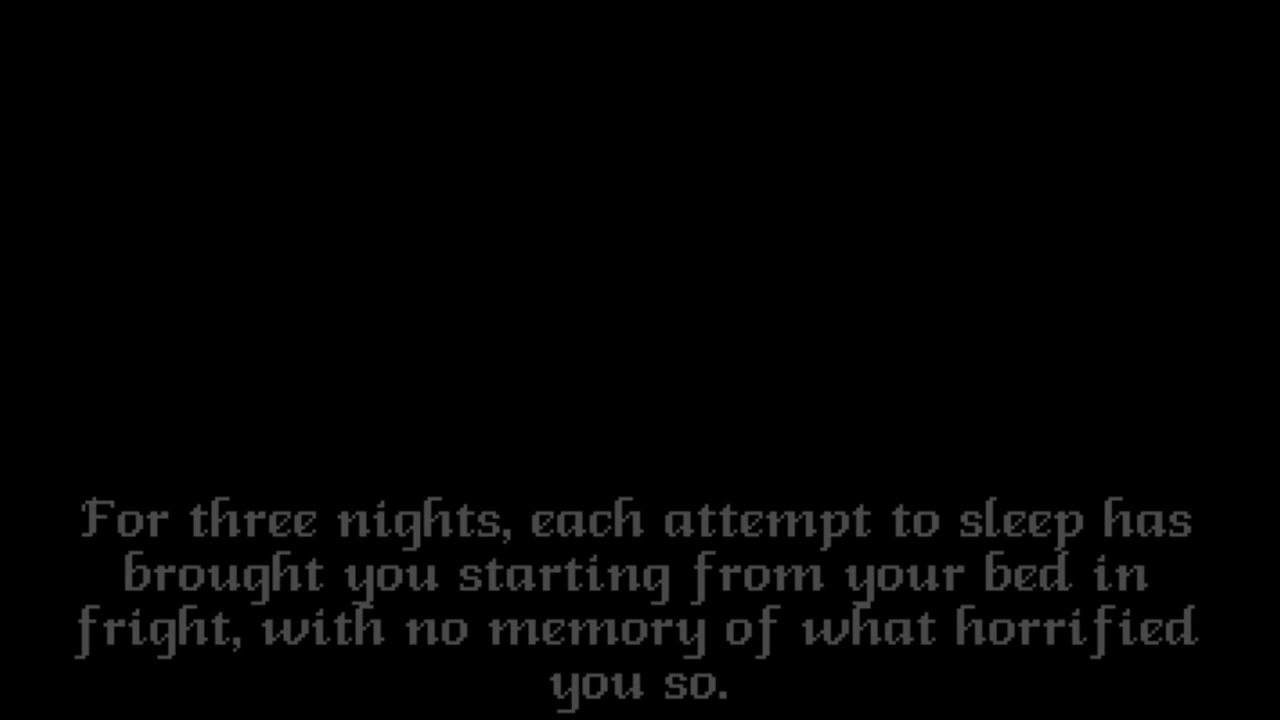 For three nights, each attempt to sleep has
brought you starting from your bed in
fright, with no memory of what horrified
you so.